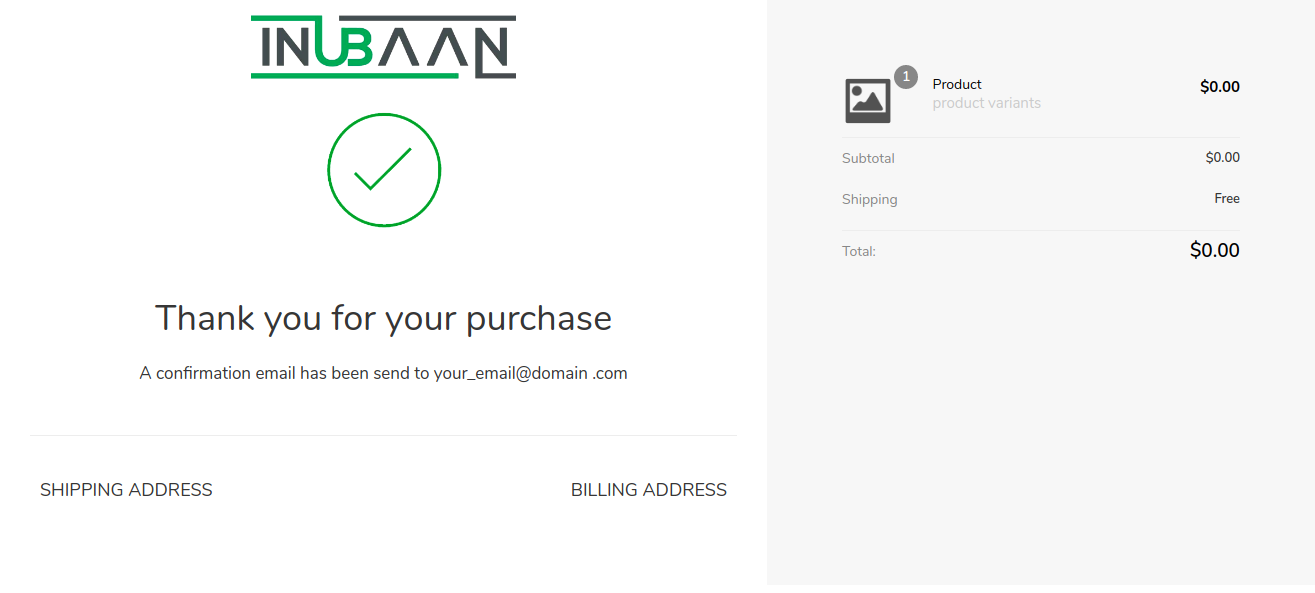 INUBAAN
Thank you for your purchase
A confirmation email has been send to your_email@domain .com
SHIPPING ADDRESS
BILLING ADDRESS
1
Product
$0.00
product variants
Subtotal
$0.00
Shipping
Free
Total:
$0.00